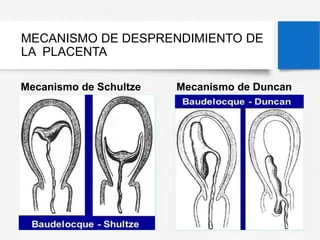 MECANISMO DE DESPRENDIMIENTO DE
LA PLACENTA
Mecanismo de Schultze
Mecanismo de Duncan
Baudelocque - Duncan
Baudelocque - Shultze